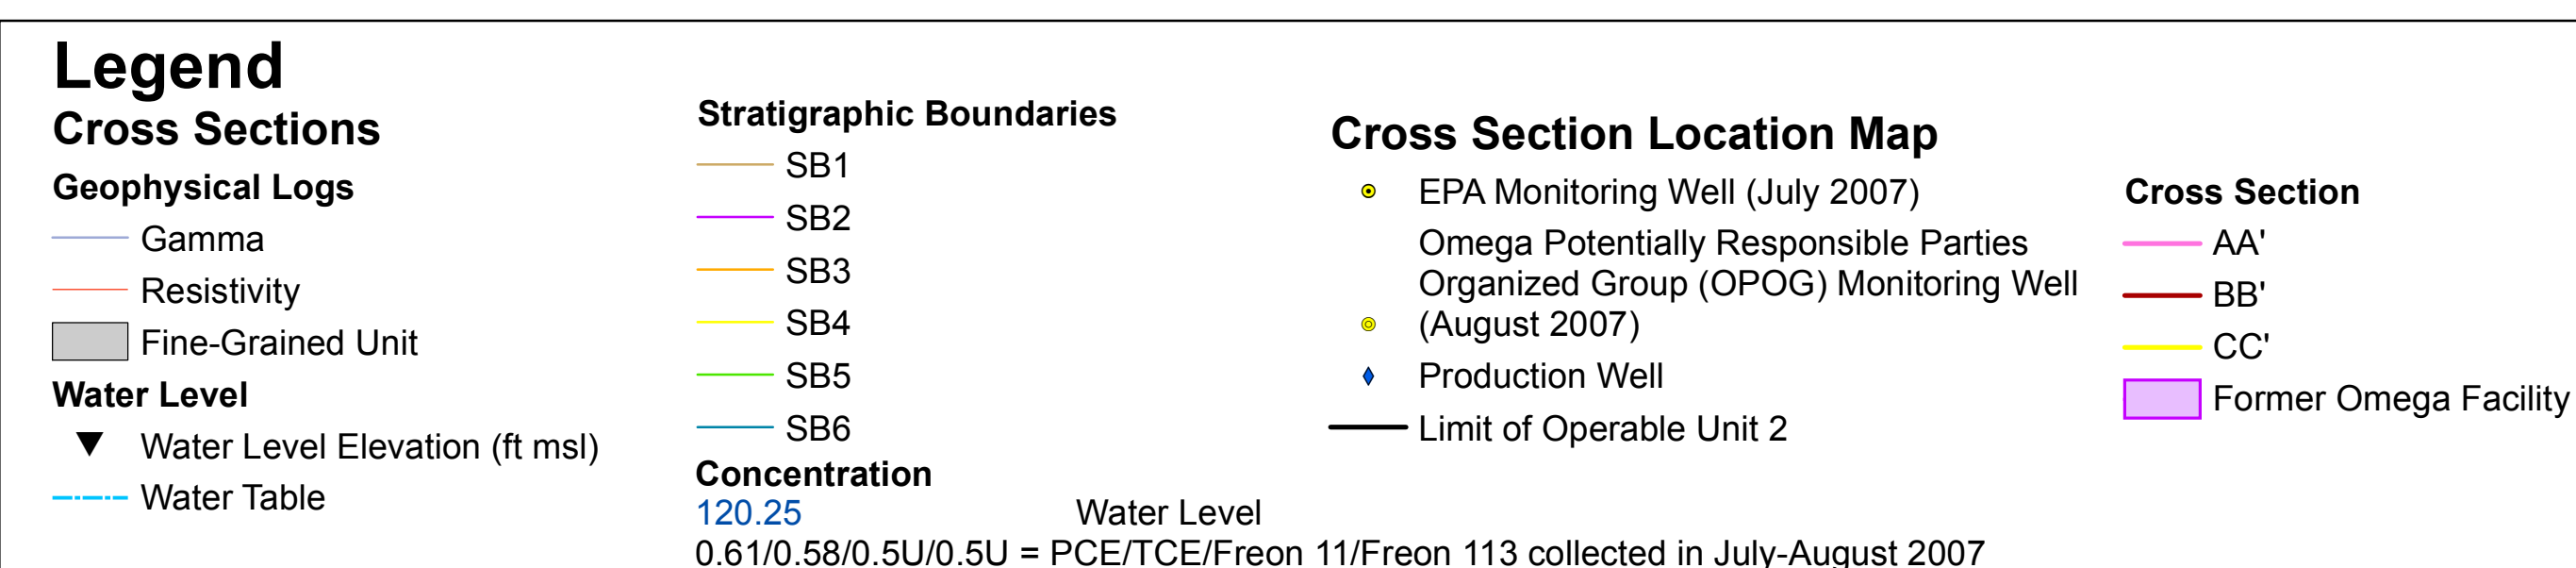 Legend
Cross Sections
Geophysical Logs
Gamma
Resistivity
Fine-Grained Unit
Water Level
Water Level Elevation (ft msl)
Water Table
Stratigraphic Boundaries
SB1
SB2
SB3
SB4
SB5
SB6
Concentration
120.25 Water Level
0.61/0.58/0.5U/0.5U = PCE/TCE/Freon 11/Freon 113 collected in July-August 2007
Cross Section Location Map
EPA Monitoring Well (July 2007)
Omega Potentially Responsible Parties
Organized Group (OPOG) Monitoring Well
(August 2007)
Production Well
Limit of Operable Unit 2
Cross Section
AA'
BB'
CC'
Former Omega Facility